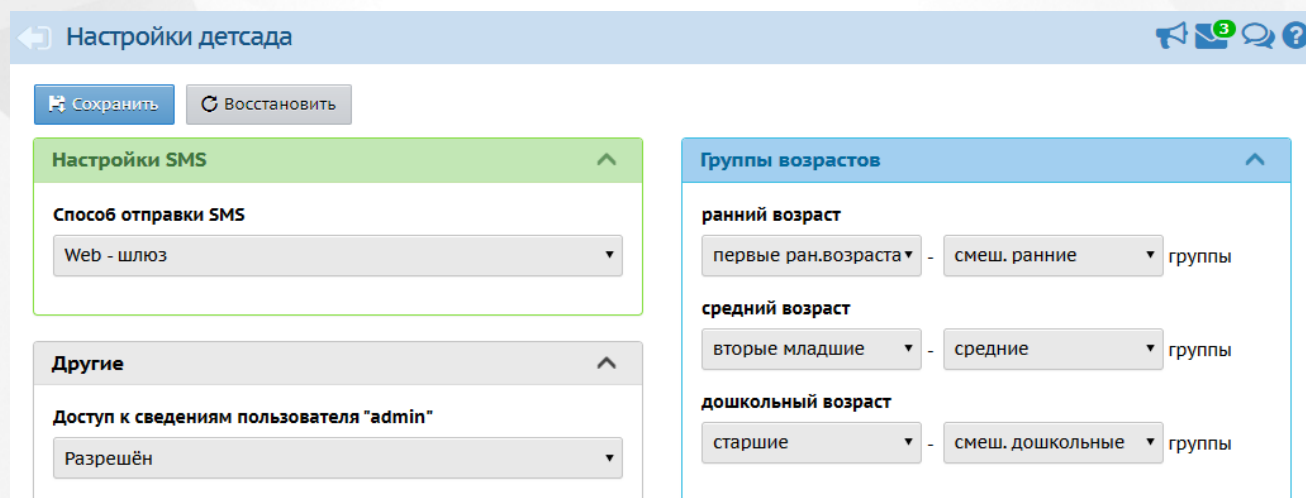 Настройки детсада
3
?
Сохранить
Восстановить
Настройки SMS
Способ отправки SMS
Web - шлюз
Другие
Доступ к сведениям пользователя "admin"
Разрешён
Группы возрастов
ранний возраст
первые ран.возраста - смеш. ранние группы
средний возраст
вторые младшие - средние группы
дошкольный возраст
старшие - смеш. дошкольные группы